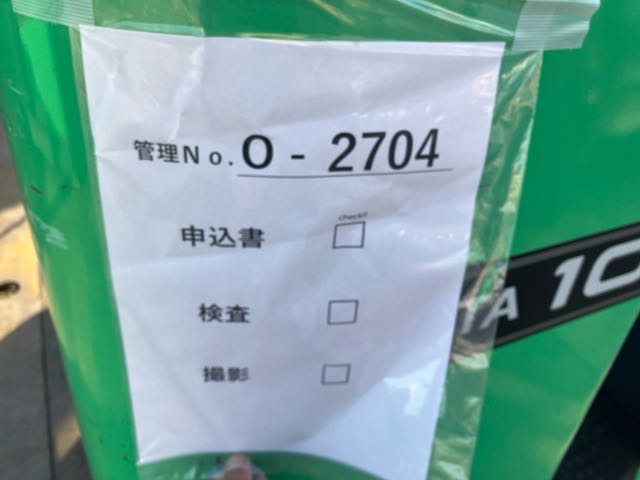 管理No. O - 2704
check!!
申込書 □
検査 □
撮影 □